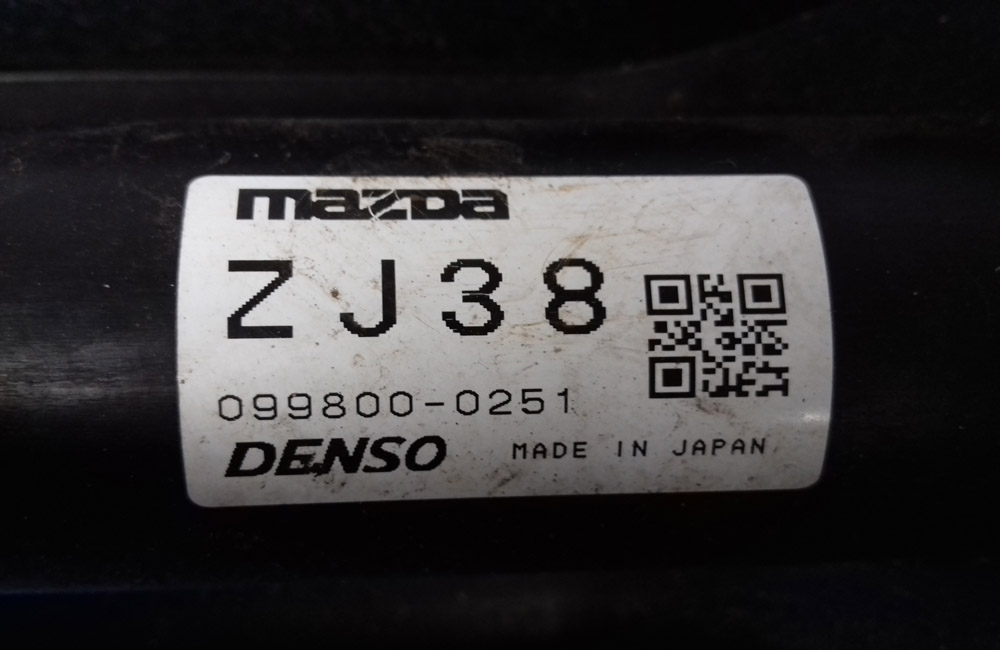 mazda
ZJ38
099800-0251
DENSO MADE IN JAPAN